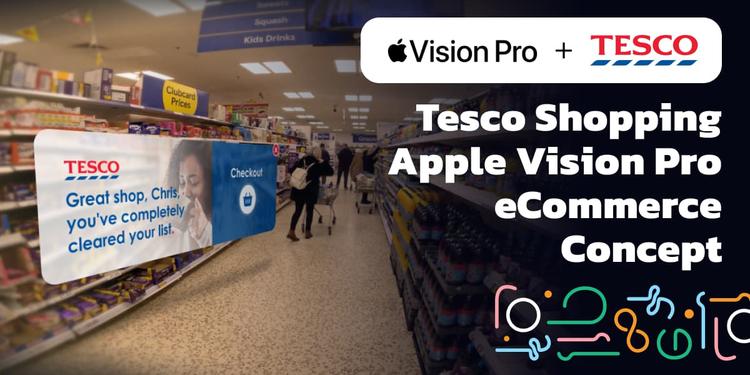 Sweets
Squash
Kids Drinks
Clubcard
Prices
TESCO
Great shop, Chris,
you've completely
cleared your list.
Checkout
Vision Pro + TESCO
Tesco Shopping
Apple Vision Pro
eCommerce
Concept